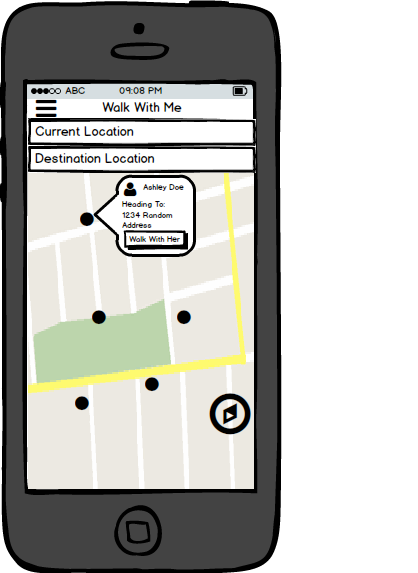 ABC 09:08 PM
Walk With Me
Current Location
Destination Location
Ashley Doe
Heading To:
1234 Random
Address
Walk With Her